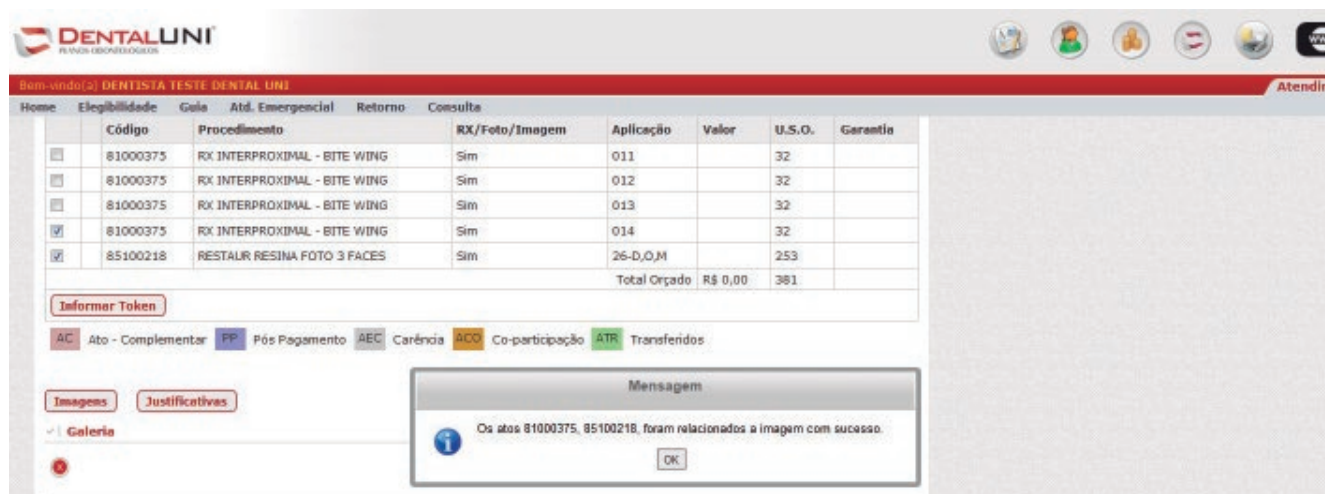 DENTALUNI
PLANOS ODONTOLÓGICOS
Bem-vindo(a) DENTISTA TESTE DENTAL UNI
Atendim
Home Elegibilidade Guia Atd. Emergencial Retorno Consulta
Código Procedimento RX/Foto/Imagem Aplicação Valor U.S.O. Garantia
81000375 RX INTERPROXIMAL - BITE WING Sim 011 32
81000375 RX INTERPROXIMAL - BITE WING Sim 012 32
81000375 RX INTERPROXIMAL - BITE WING Sim 013 32
81000375 RX INTERPROXIMAL - BITE WING Sim 014 32
85100218 RESTAUR RESINA FOTO 3 FACES Sim 26-D,O,M 253
Total Orçado R$ 0,00 381
Informar Token
AC Ato - Complementar PP Pós Pagamento AEC Carência ACO Co-participação ATR Transferidos
Mensagem
Imagens Justificativas
Os atos 81000375, 85100218, foram relacionados a imagem com sucesso.
Galeria
OK